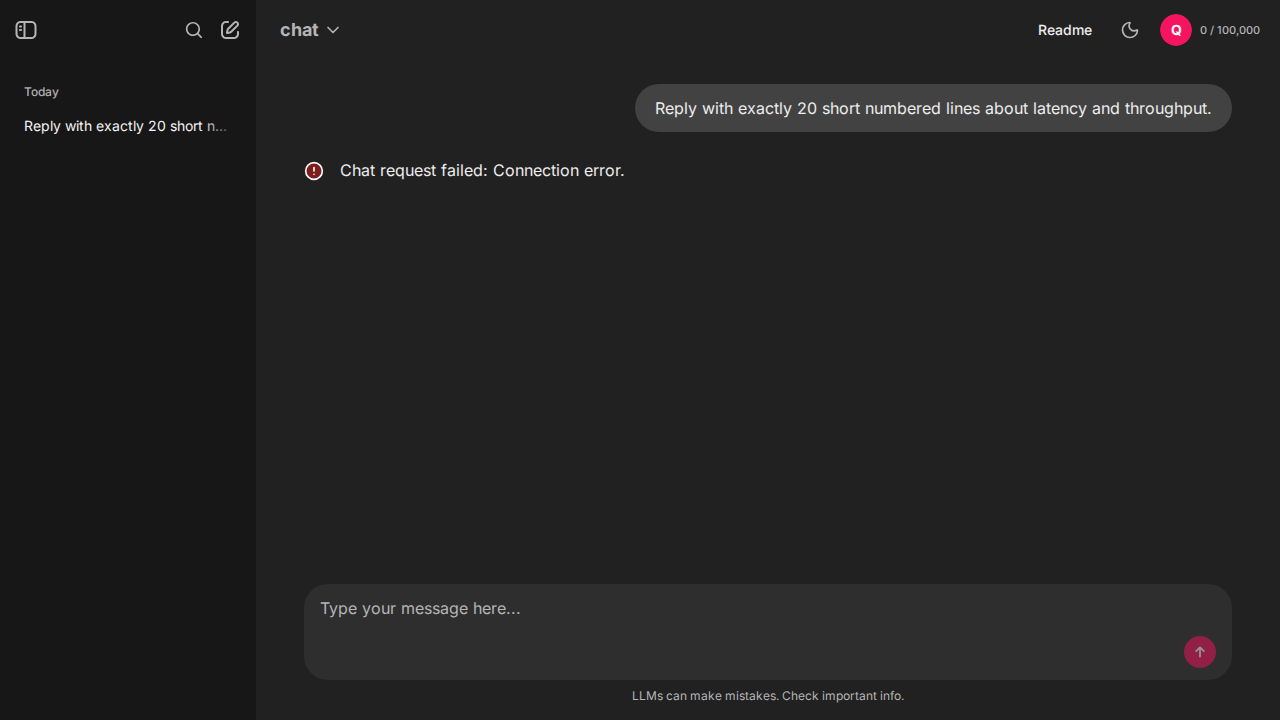 chat
Readme
Q
0 / 100,000
Today
Reply with exactly 20 short n...
Reply with exactly 20 short numbered lines about latency and throughput.
Chat request failed: Connection error.
Type your message here...
LLMs can make mistakes. Check important info.